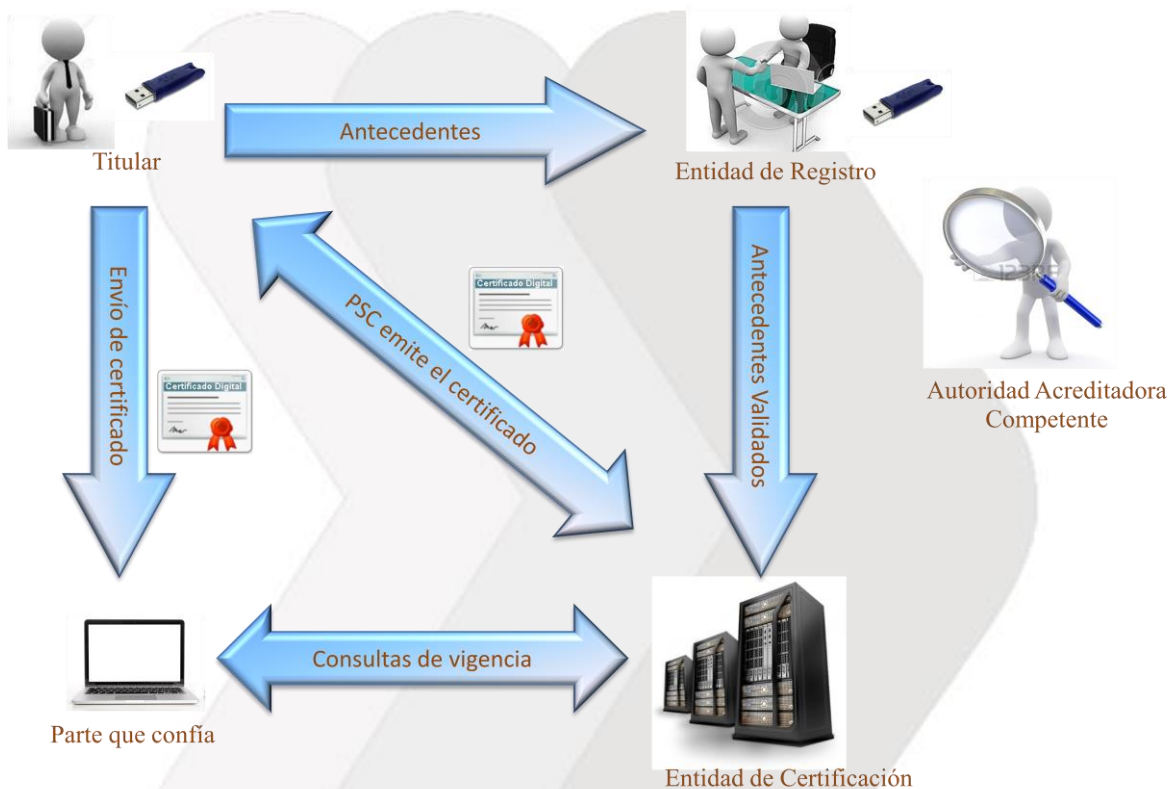 Antecedentes
Titular
Entidad de Registro
Envío de certificado
Certificado Digital
PSC emite el certificado
Certificado Digital
Antecedentes Validados
123RF
Autoridad Acreditadora
Competente
Consultas de vigencia
Parte que confía
Entidad de Certificación